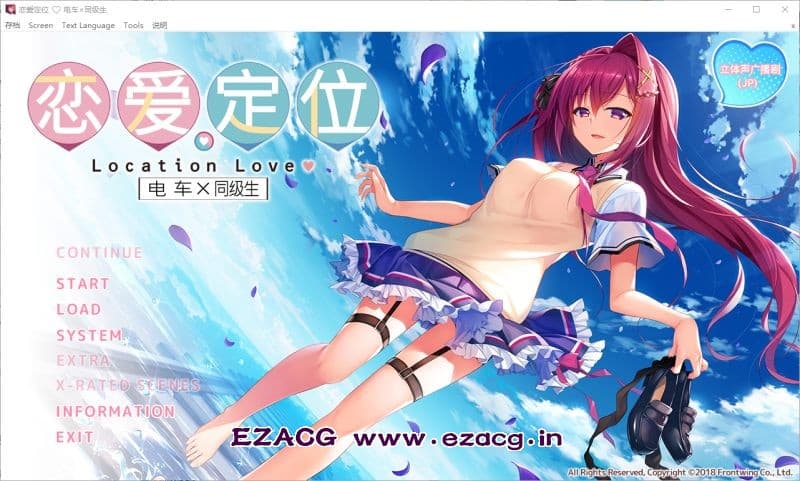 恋爱定位 ♡ 电车×同级生
存档 Screen Text Language Tools 说明
恋爱定位
Location Love
电车×同级生
立体声广播剧
(JP)
CONTINUE
START
LOAD
SYSTEM
EXTRA
X-RATED SCENES
INFORMATION
EXIT
EZACG www.ezacg.in
All Rights Reserved, Copyright ©2018 Frontwing Co., Ltd.